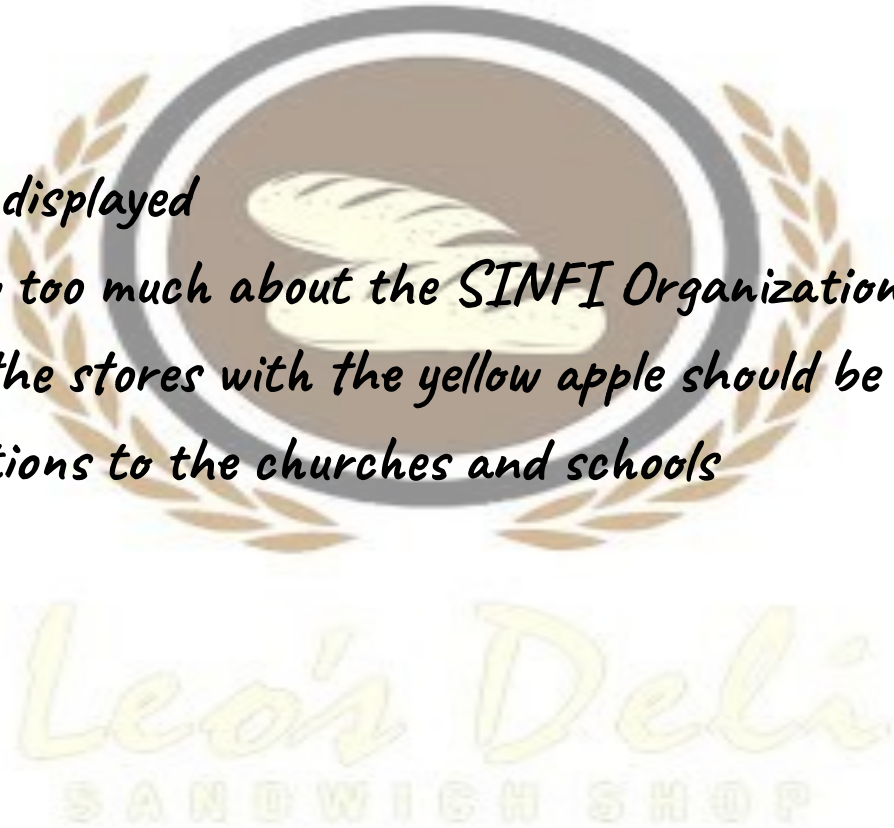 displayed
too much about the SINFI Organization
the stores with the yellow apple should be
tions to the churches and schools
Leo's Deli
SANDWICH SHOP